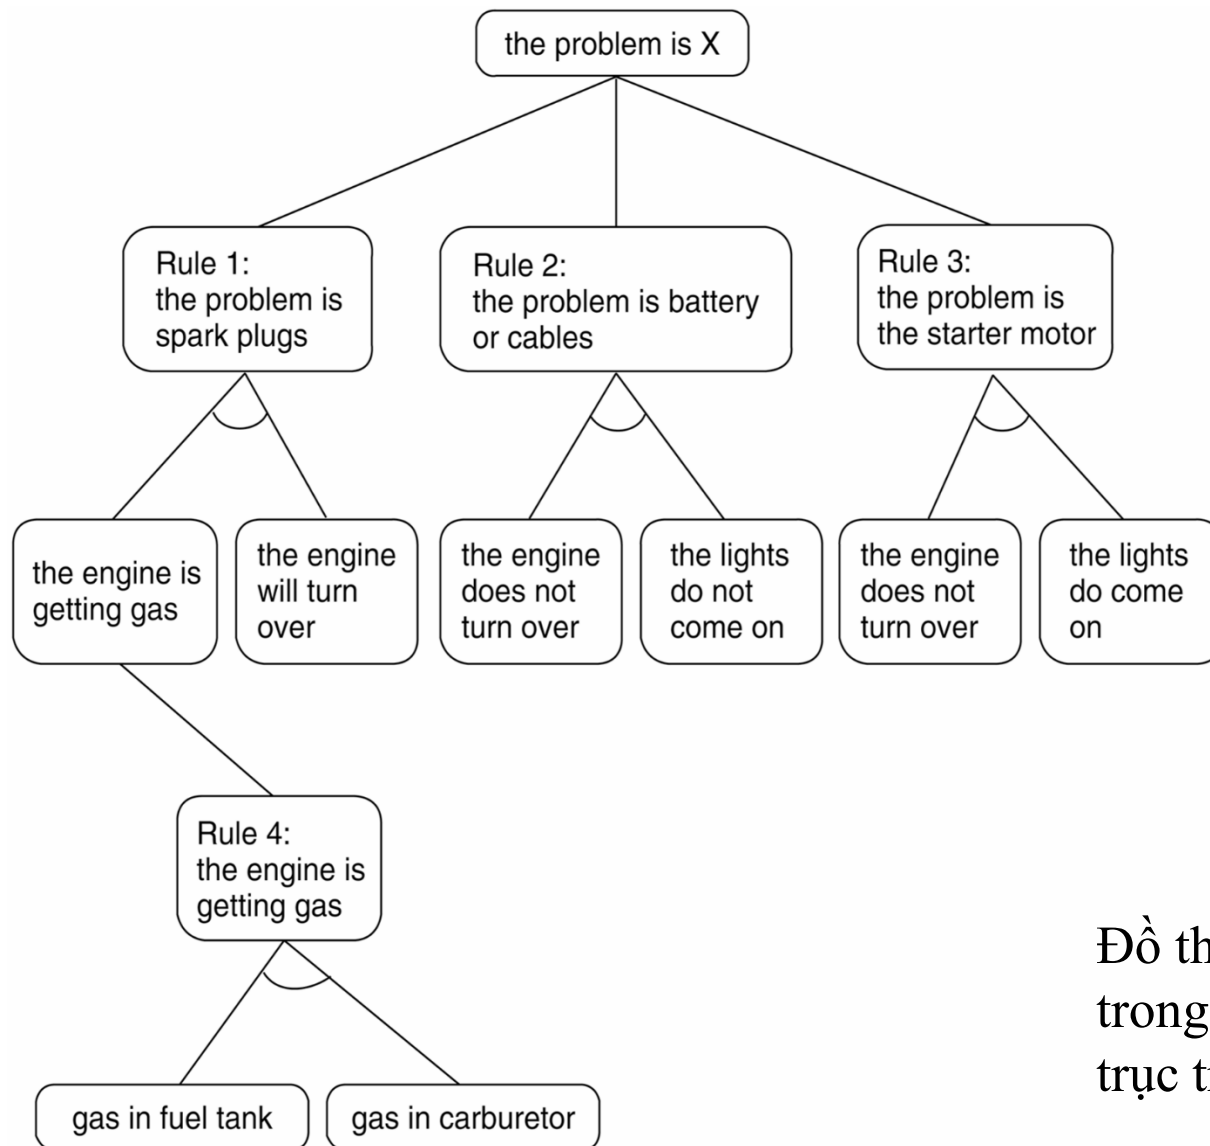 the problem is X
Rule 1:
the problem is
spark plugs
Rule 2:
the problem is battery
or cables
Rule 3:
the problem is
the starter motor
the engine is
getting gas
the engine
will turn
over
the engine
does not
turn over
the lights
do not
come on
the engine
does not
turn over
the lights
do come
on
Rule 4:
the engine is
getting gas
gas in fuel tank
gas in carburetor
Đồ
trong
trục